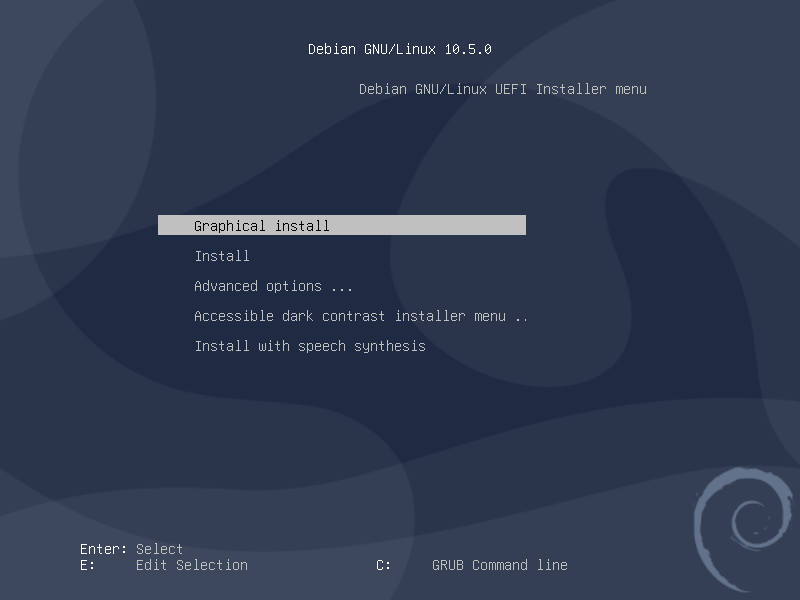 Debian GNU/Linux 10.5.0
Debian GNU/Linux UEFI Installer menu
Graphical install
Install
Advanced options ...
Accessible dark contrast installer menu ..
Install with speech synthesis
Enter: Select
E: Edit Selection C: GRUB Command line